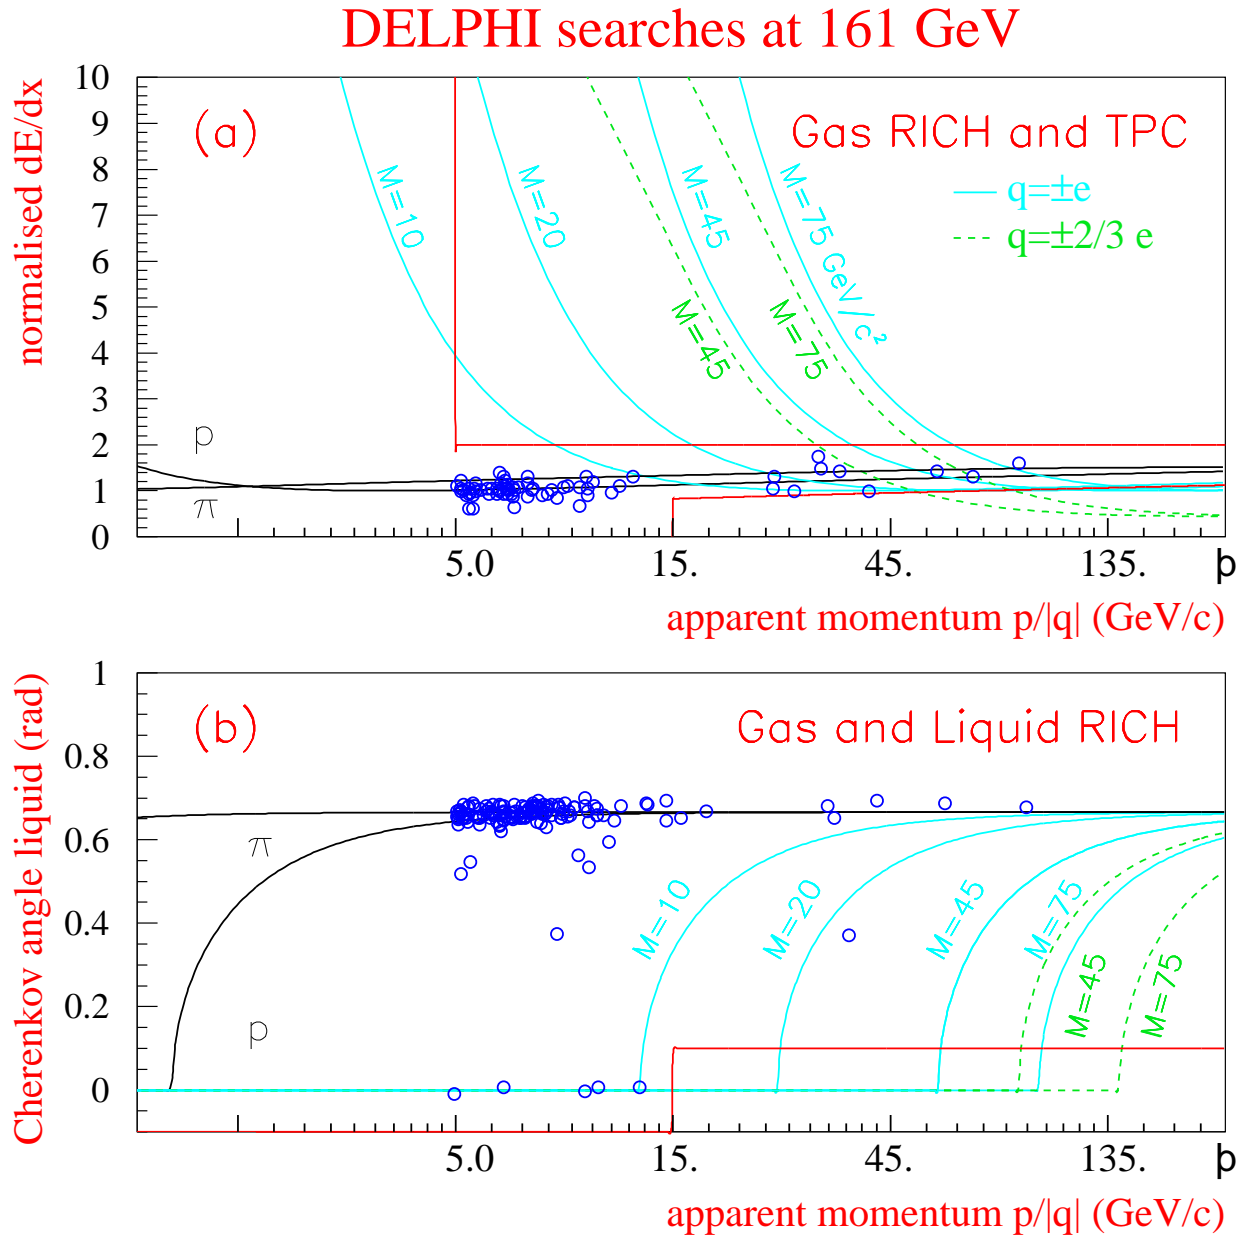 DELPHI searches at 161 GeV
normalised dE/dx
10
9
8
7
6
5
4
3
2
1
0
(a)
Gas RICH and TPC
q=±e
q=±2/3 e
M=10
M=20
M=45
M=75 GeV/c²
M=45
M=75
p
π
5.0
15.
45.
135.
p
apparent momentum p/|q| (GeV/c)
Cherenkov angle liquid (rad)
1
0.8
0.6
0.4
0.2
0
(b)
Gas and Liquid RICH
π
p
M=10
M=20
M=45
M=75
M=45
M=75
5.0
15.
45.
135.
p
apparent momentum p/|q| (GeV/c)